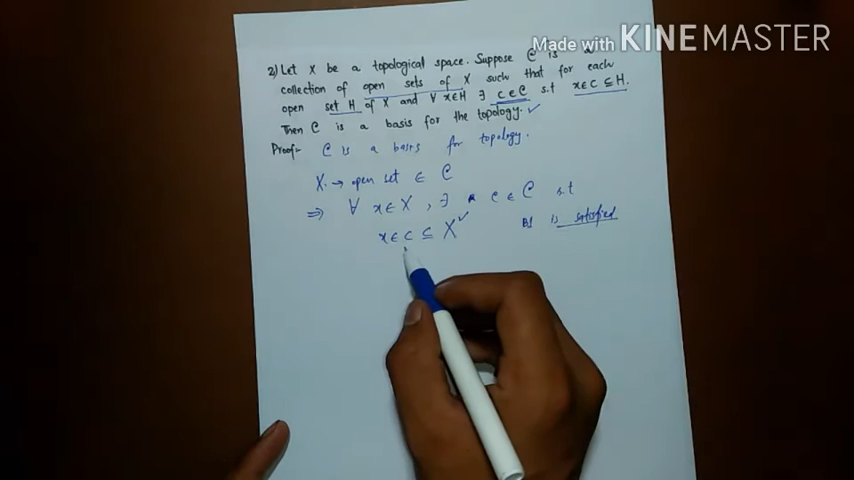 Made with KINEMASTER
2) Let X be a topological space. Suppose C is a
collection of open sets of X such that for each
open set H of X and ∀ x∈H ∃ C∈C s.t x∈C ⊆ H.
Then C is a basis for the topology. ✓
Proof:- C is a basis for topology.
X → open set ∈ C
⇒ ∀ x∈X, ∃ a C ∈ C s.t
x∈C ⊆ X ✓ B1 is satisfied